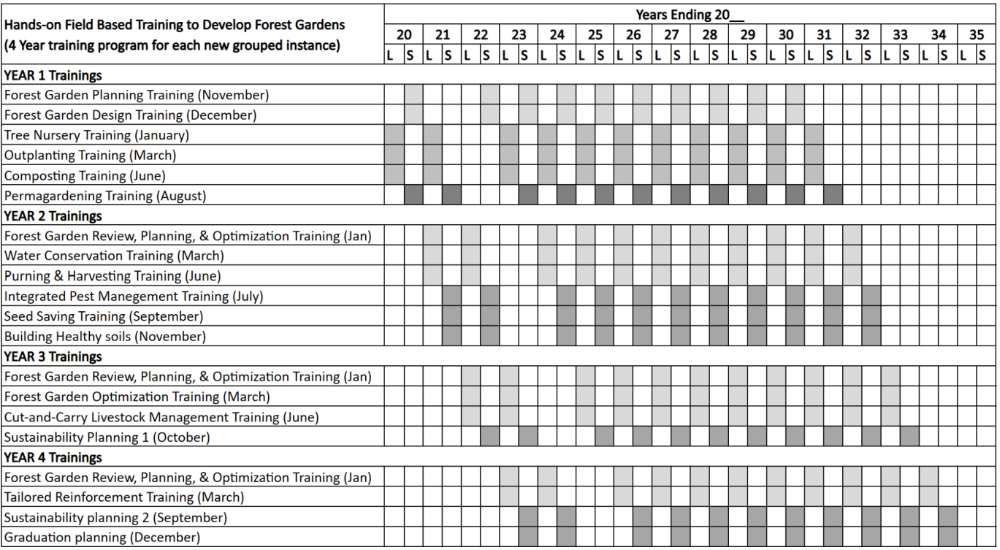 Hands-on Field Based Training to Develop Forest Gardens
(4 Year training program for each new grouped instance)
Years Ending 20__
20 21 22 23 24 25 26 27 28 29 30 31 32 33 34 35
L S L S L S L S L S L S L S L S L S L S L S L S L S L S L S L S
YEAR 1 Trainings
Forest Garden Planning Training (November)
Forest Garden Design Training (December)
Tree Nursery Training (January)
Outplanting Training (March)
Composting Training (June)
Permagardening Training (August)
YEAR 2 Trainings
Forest Garden Review, Planning, & Optimization Training (Jan)
Water Conservation Training (March)
Purning & Harvesting Training (June)
Integrated Pest Manegement Training (July)
Seed Saving Training (September)
Building Healthy soils (November)
YEAR 3 Trainings
Forest Garden Review, Planning, & Optimization Training (Jan)
Forest Garden Optimization Training (March)
Cut-and-Carry Livestock Management Training (June)
Sustainability Planning 1 (October)
YEAR 4 Trainings
Forest Garden Review, Planning, & Optimization Training (Jan)
Tailored Reinforcement Training (March)
Sustainability planning 2 (September)
Graduation planning (December)